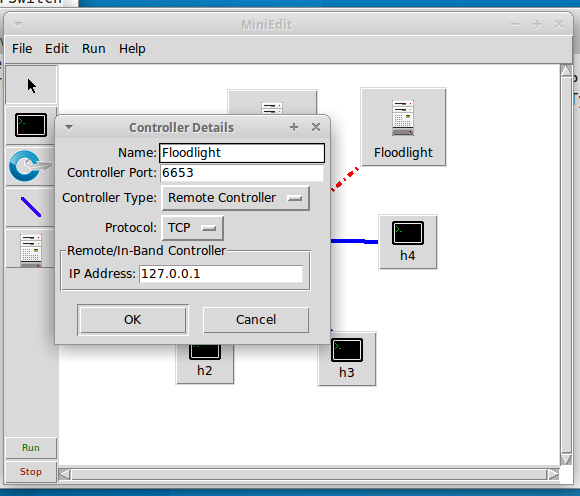 Switch
MiniEdit
File Edit Run Help
Controller Details
Name: Floodlight
Controller Port: 6653
Controller Type: Remote Controller
Protocol: TCP
Remote/In-Band Controller
IP Address: 127.0.0.1
OK Cancel
Floodlight
h4
h2
h3
Run
Stop